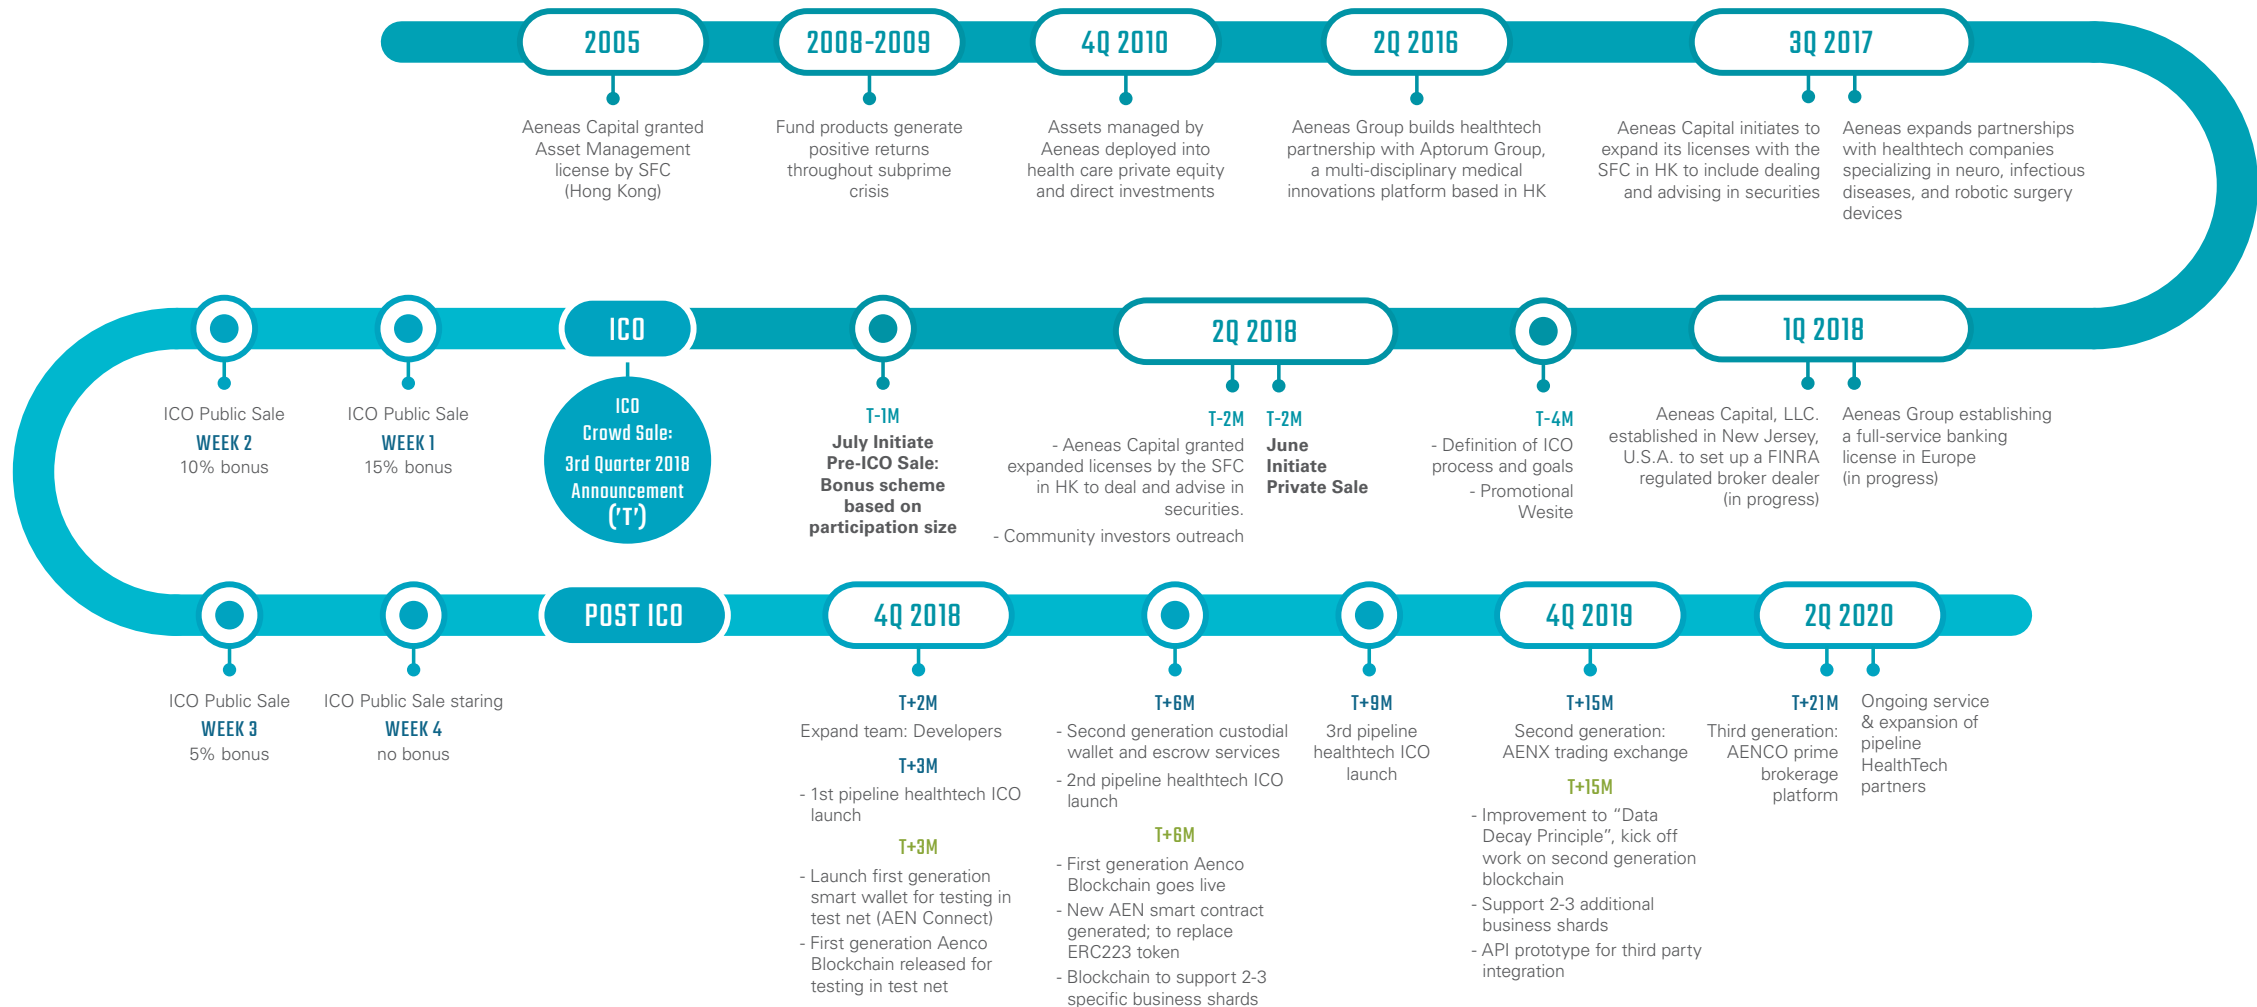 2005
Aeneas Capital granted
Asset Management
license by SFC
(Hong Kong)
2008-2009
Fund products generate
positive returns
throughout subprime
crisis
4Q 2010
Assets managed by
Aeneas deployed into
health care private equity
and direct investments
2Q 2016
Aeneas Group builds healthtech
partnership with Aptorum Group,
a multi-disciplinary medical
innovations platform based in HK
3Q 2017
Aeneas Capital initiates to
expand its licenses with the
SFC in HK to include dealing
and advising in securities
Aeneas expands partnerships
with healthtech companies
specializing in neuro, infectious
diseases, and robotic surgery
devices
1Q 2018
Aeneas Capital, LLC.
established in New Jersey,
U.S.A. to set up a FINRA
regulated broker dealer
(in progress)
Aeneas Group establishing
a full-service banking
license in Europe
(in progress)
T-4M
- Definition of ICO
process and goals
- Promotional
Wesite
2Q 2018
T-2M
- Aeneas Capital granted
expanded licenses by the SFC
in HK to deal and advise in
securities.
- Community investors outreach
T-2M
June
Initiate
Private Sale
T-1M
July Initiate
Pre-ICO Sale:
Bonus scheme
based on
participation size
ICO
ICO
Crowd Sale:
3rd Quarter 2018
Announcement
('T')
ICO Public Sale
WEEK 1
15% bonus
ICO Public Sale
WEEK 2
10% bonus
ICO Public Sale
WEEK 3
5% bonus
ICO Public Sale staring
WEEK 4
no bonus
POST ICO
4Q 2018
T+2M
Expand team: Developers
T+3M
- 1st pipeline healthtech ICO
launch
T+3M
- Launch first generation
smart wallet for testing in
test net (AEN Connect)
- First generation Aenco
Blockchain released for
testing in test net
T+6M
- Second generation custodial
wallet and escrow services
- 2nd pipeline healthtech ICO
launch
T+6M
- First generation Aenco
Blockchain goes live
- New AEN smart contract
generated; to replace
ERC223 token
- Blockchain to support 2-3
specific business shards
T+9M
3rd pipeline
healthtech ICO
launch
4Q 2019
T+15M
Second generation:
AENX trading exchange
T+15M
- Improvement to “Data
Decay Principle”, kick off
work on second generation
blockchain
- Support 2-3 additional
business shards
- API prototype for third party
integration
2Q 2020
T+21M
Third generation:
AENCO prime
brokerage
platform
Ongoing service
& expansion of
pipeline
HealthTech
partners